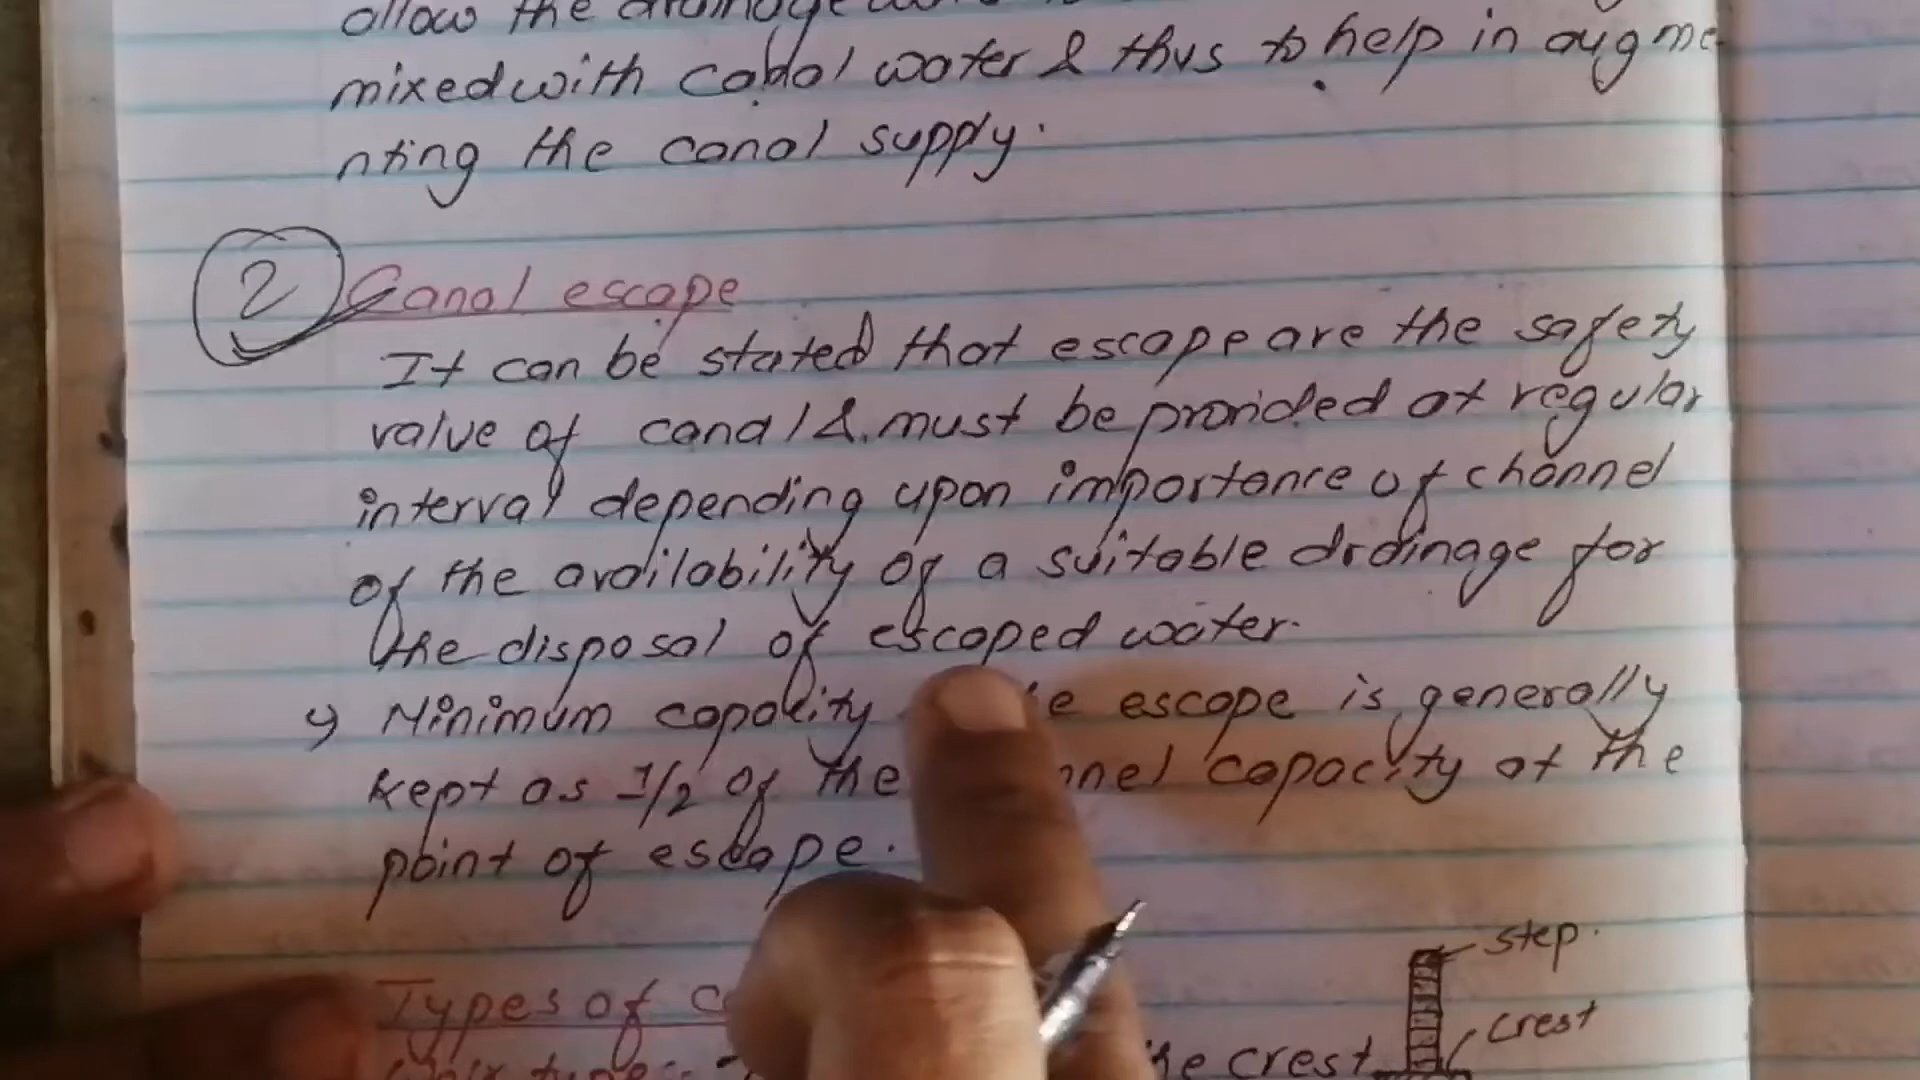 allow the drainage
mixed with canal water & thus to help in augme
nting the canal supply.
2 Canal escape
It can be stated that escape are the safety
value of canal & must be provided at regular
interval depending upon importance of channel
of the availability of a suitable drainage for
the disposal of escaped water.
Minimum capacity escape is generally
kept as 1/2 of the capacity at the
point of escape.
step.
Types of
crest
crest